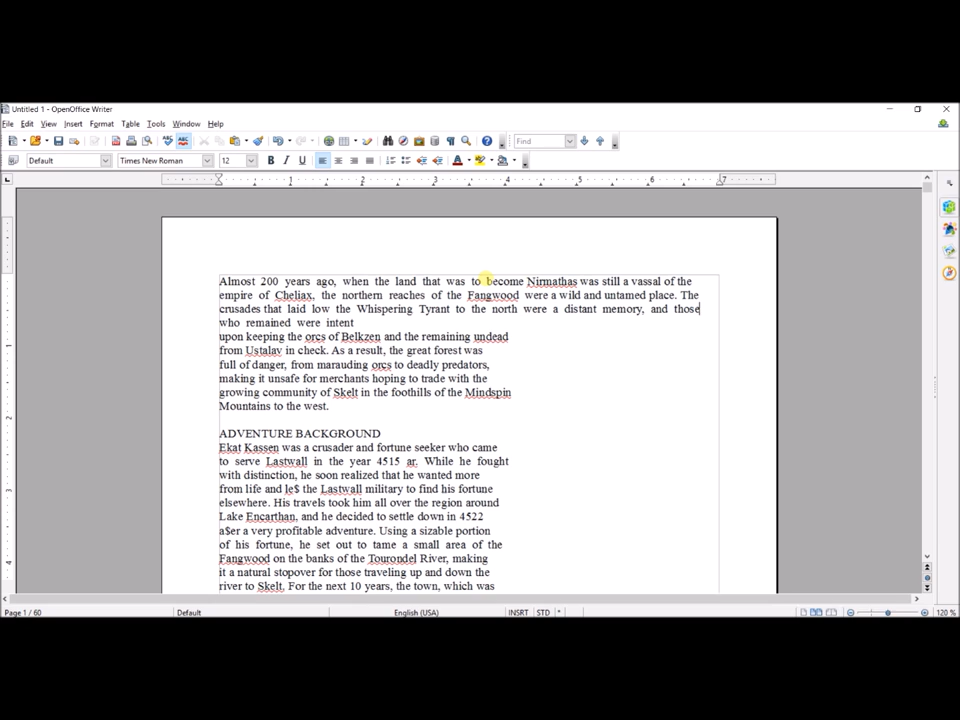 Untitled 1 - OpenOffice Writer
File Edit View Insert Format Table Tools Window Help
Find
Default Times New Roman 12
1 2 3 4 5 6 7
Almost 200 years ago, when the land that was to become Nirmathas was still a vassal of the
empire of Cheliax, the northern reaches of the Fangwood were a wild and untamed place. The
crusades that laid low the Whispering Tyrant to the north were a distant memory, and those
who remained were intent
upon keeping the orcs of Belkzen and the remaining undead
from Ustalav in check. As a result, the great forest was
full of danger, from marauding orcs to deadly predators,
making it unsafe for merchants hoping to trade with the
growing community of Skelt in the foothills of the Mindspin
Mountains to the west.
ADVENTURE BACKGROUND
Ekat Kassen was a crusader and fortune seeker who came
to serve Lastwall in the year 4515 ar. While he fought
with distinction, he soon realized that he wanted more
from life and le$ the Lastwall military to find his fortune
elsewhere. His travels took him all over the region around
Lake Encarthan, and he decided to settle down in 4522
a$er a very profitable adventure. Using a sizable portion
of his fortune, he set out to tame a small area of the
Fangwood on the banks of the Tourondel River, making
it a natural stopover for those traveling up and down the
river to Skelt. For the next 10 years, the town, which was
Page 1 / 60 Default English (USA) INSRT STD * 120 %